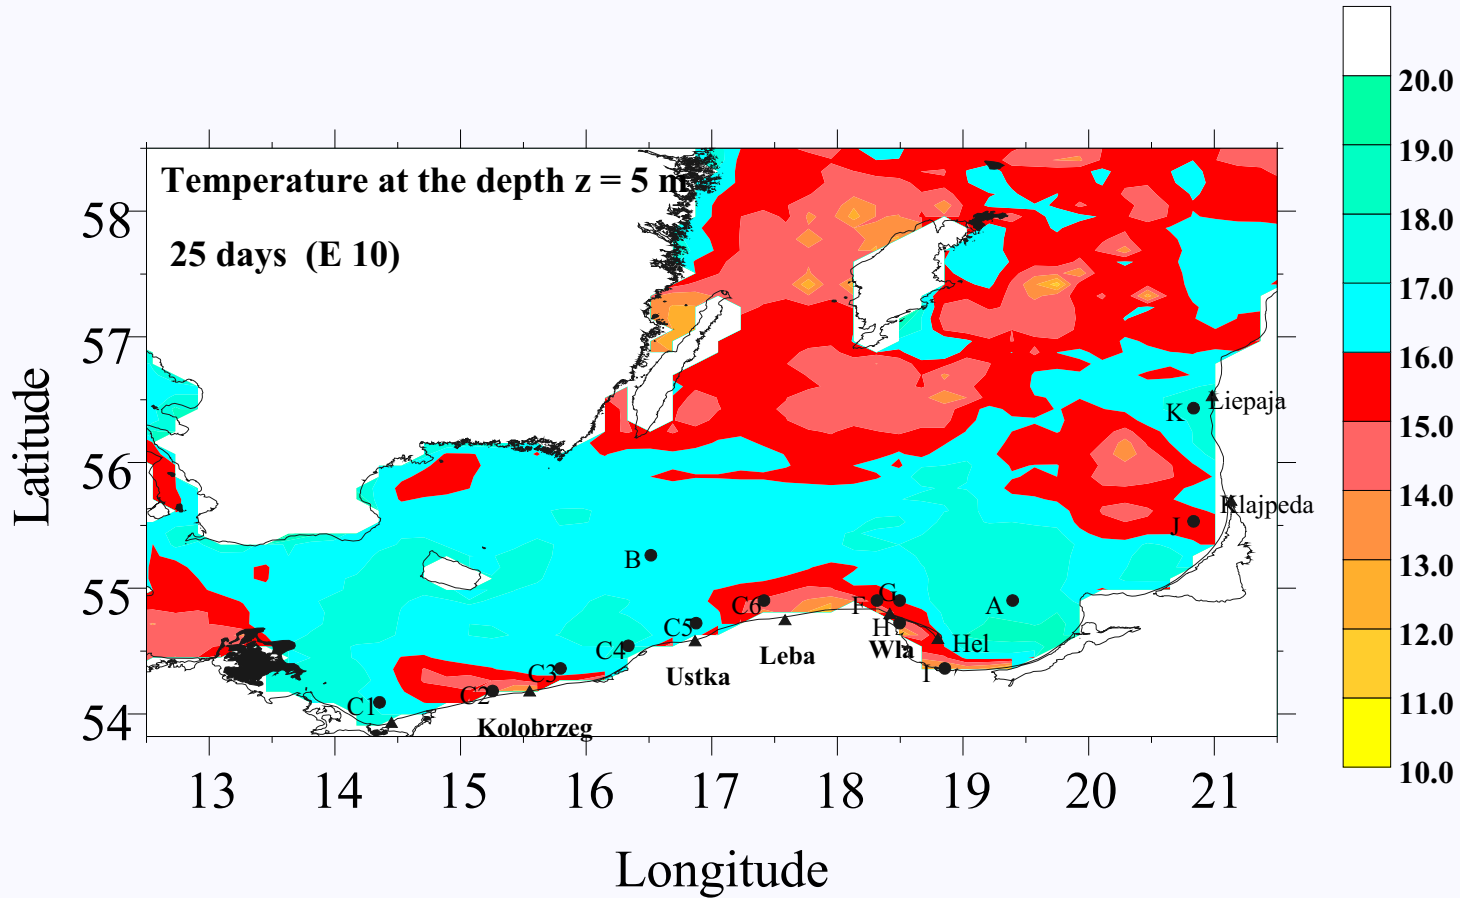 20.0
19.0
18.0
17.0
16.0
15.0
14.0
13.0
12.0
11.0
10.0
Temperature at the depth z = 5 m
25 days (E 10)
58
57
56
55
54
Latitude
K
Liepaja
Klajpeda
J
B
A
C6
F
G
C5
H
Hel
C4
Wla
Leba
I
Ustka
C3
C2
C1
Kolobrzeg
13
14
15
16
17
18
19
20
21
Longitude